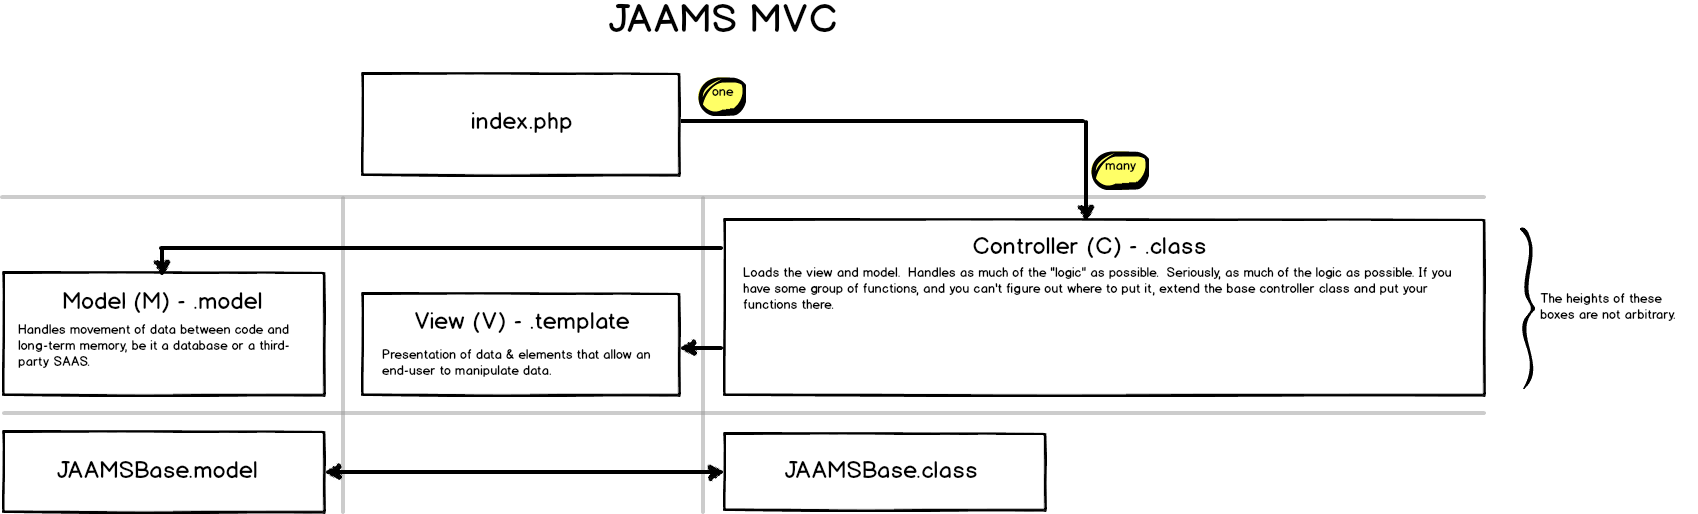 JAAMS MVC
one
index.php
many
Controller (C) - .class
Loads the view and model.  Handles as much of the "logic" as possible.  Seriously, as much of the logic as possible. If you
have some group of functions, and you can't figure out where to put it, extend the base controller class and put your
functions there.
Model (M) - .model
Handles movement of data between code and
long-term memory, be it a database or a third-
party SAAS.
View (V) - .template
Presentation of data & elements that allow an
end-user to manipulate data.
The heights of these
boxes are not arbitrary.
JAAMSBase.model
JAAMSBase.class